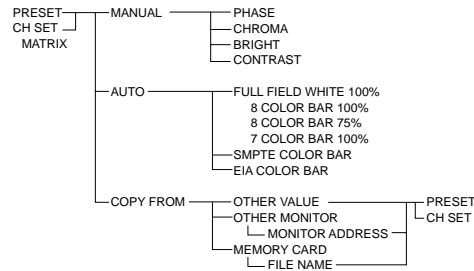 PRESET MANUAL PHASE
CH SET CHROMA
MATRIX BRIGHT
CONTRAST
AUTO FULL FIELD WHITE 100%
8 COLOR BAR 100%
8 COLOR BAR 75%
7 COLOR BAR 100%
SMPTE COLOR BAR
EIA COLOR BAR
COPY FROM OTHER VALUE PRESET
OTHER MONITOR CH SET
MONITOR ADDRESS
MEMORY CARD
FILE NAME